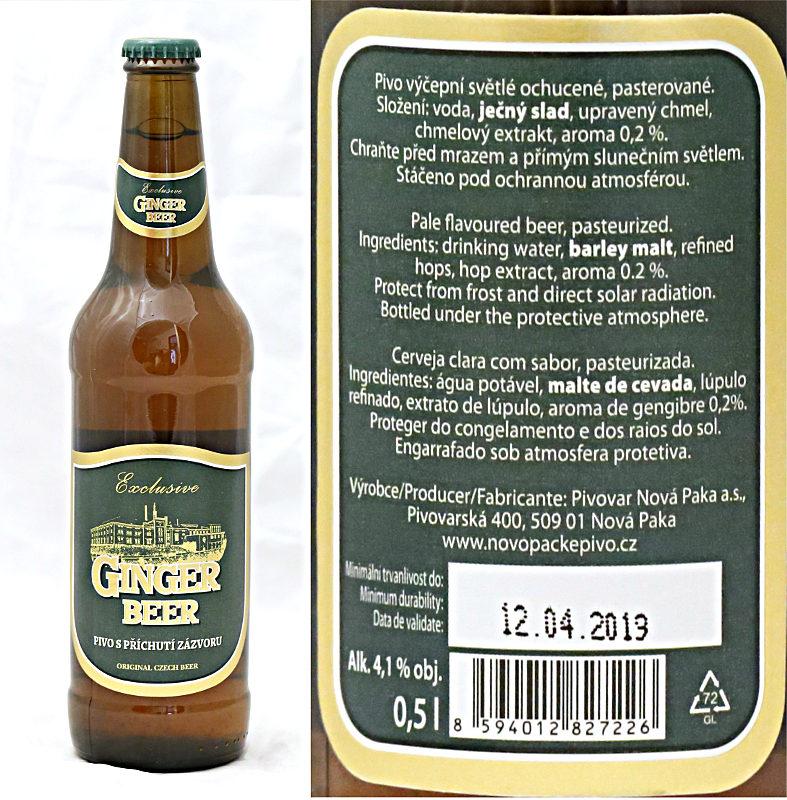 Exclusive
GINGER
BEER
Exclusive
GINGER
BEER
PIVO S PŘÍCHUTÍ ZÁZVORU
ORIGINAL CZECH BEER
Pivo výčepní světlé ochucené, pasterované.
Složení: voda, ječný slad, upravený chmel,
chmelový extrakt, aroma 0,2 %.
Chraňte před mrazem a přímým slunečním světlem.
Stáčeno pod ochrannou atmosférou.
Pale flavoured beer, pasteurized.
Ingredients: drinking water, barley malt, refined
hops, hop extract, aroma 0.2 %.
Protect from frost and direct solar radiation.
Bottled under the protective atmosphere.
Cerveja clara com sabor, pasteurizada.
Ingredientes: água potável, malte de cevada, lúpulo
refinado, extrato de lúpulo, aroma de gengibre 0,2%.
Proteger do congelamento e dos raios do sol.
Engarrafado sob atmosfera protetiva.
Výrobce/Producer/Fabricante: Pivovar Nová Paka a.s.,
Pivovarská 400, 509 01 Nová Paka
www.novopackepivo.cz
Minimální trvanlivost do:
Minimum durability:
Data de validate:
12.04.2013
Alk. 4,1 % obj.
0,5 l
8 594012 827226
72
GL